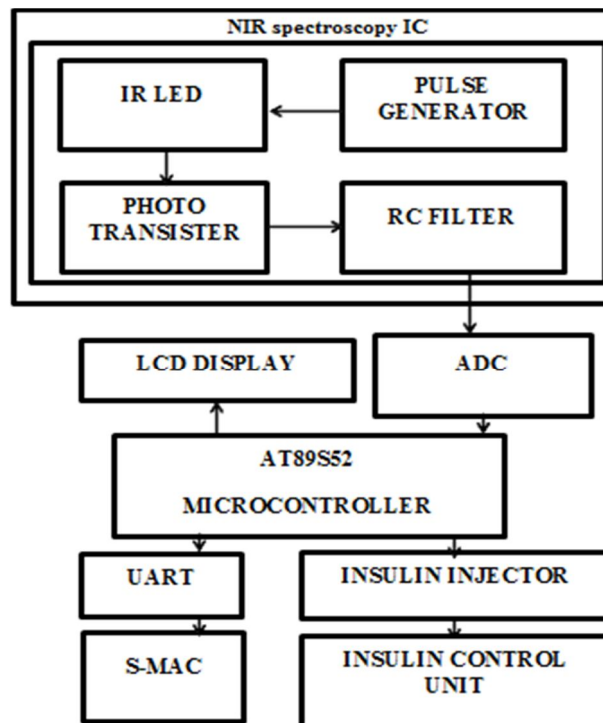 NIR spectroscopy IC
IR LED
PULSE
GENERATOR
PHOTO
TRANSISTER
RC FILTER
LCD DISPLAY
ADC
AT89S52
MICROCONTROLLER
UART
INSULIN INJECTOR
S-MAC
INSULIN CONTROL
UNIT